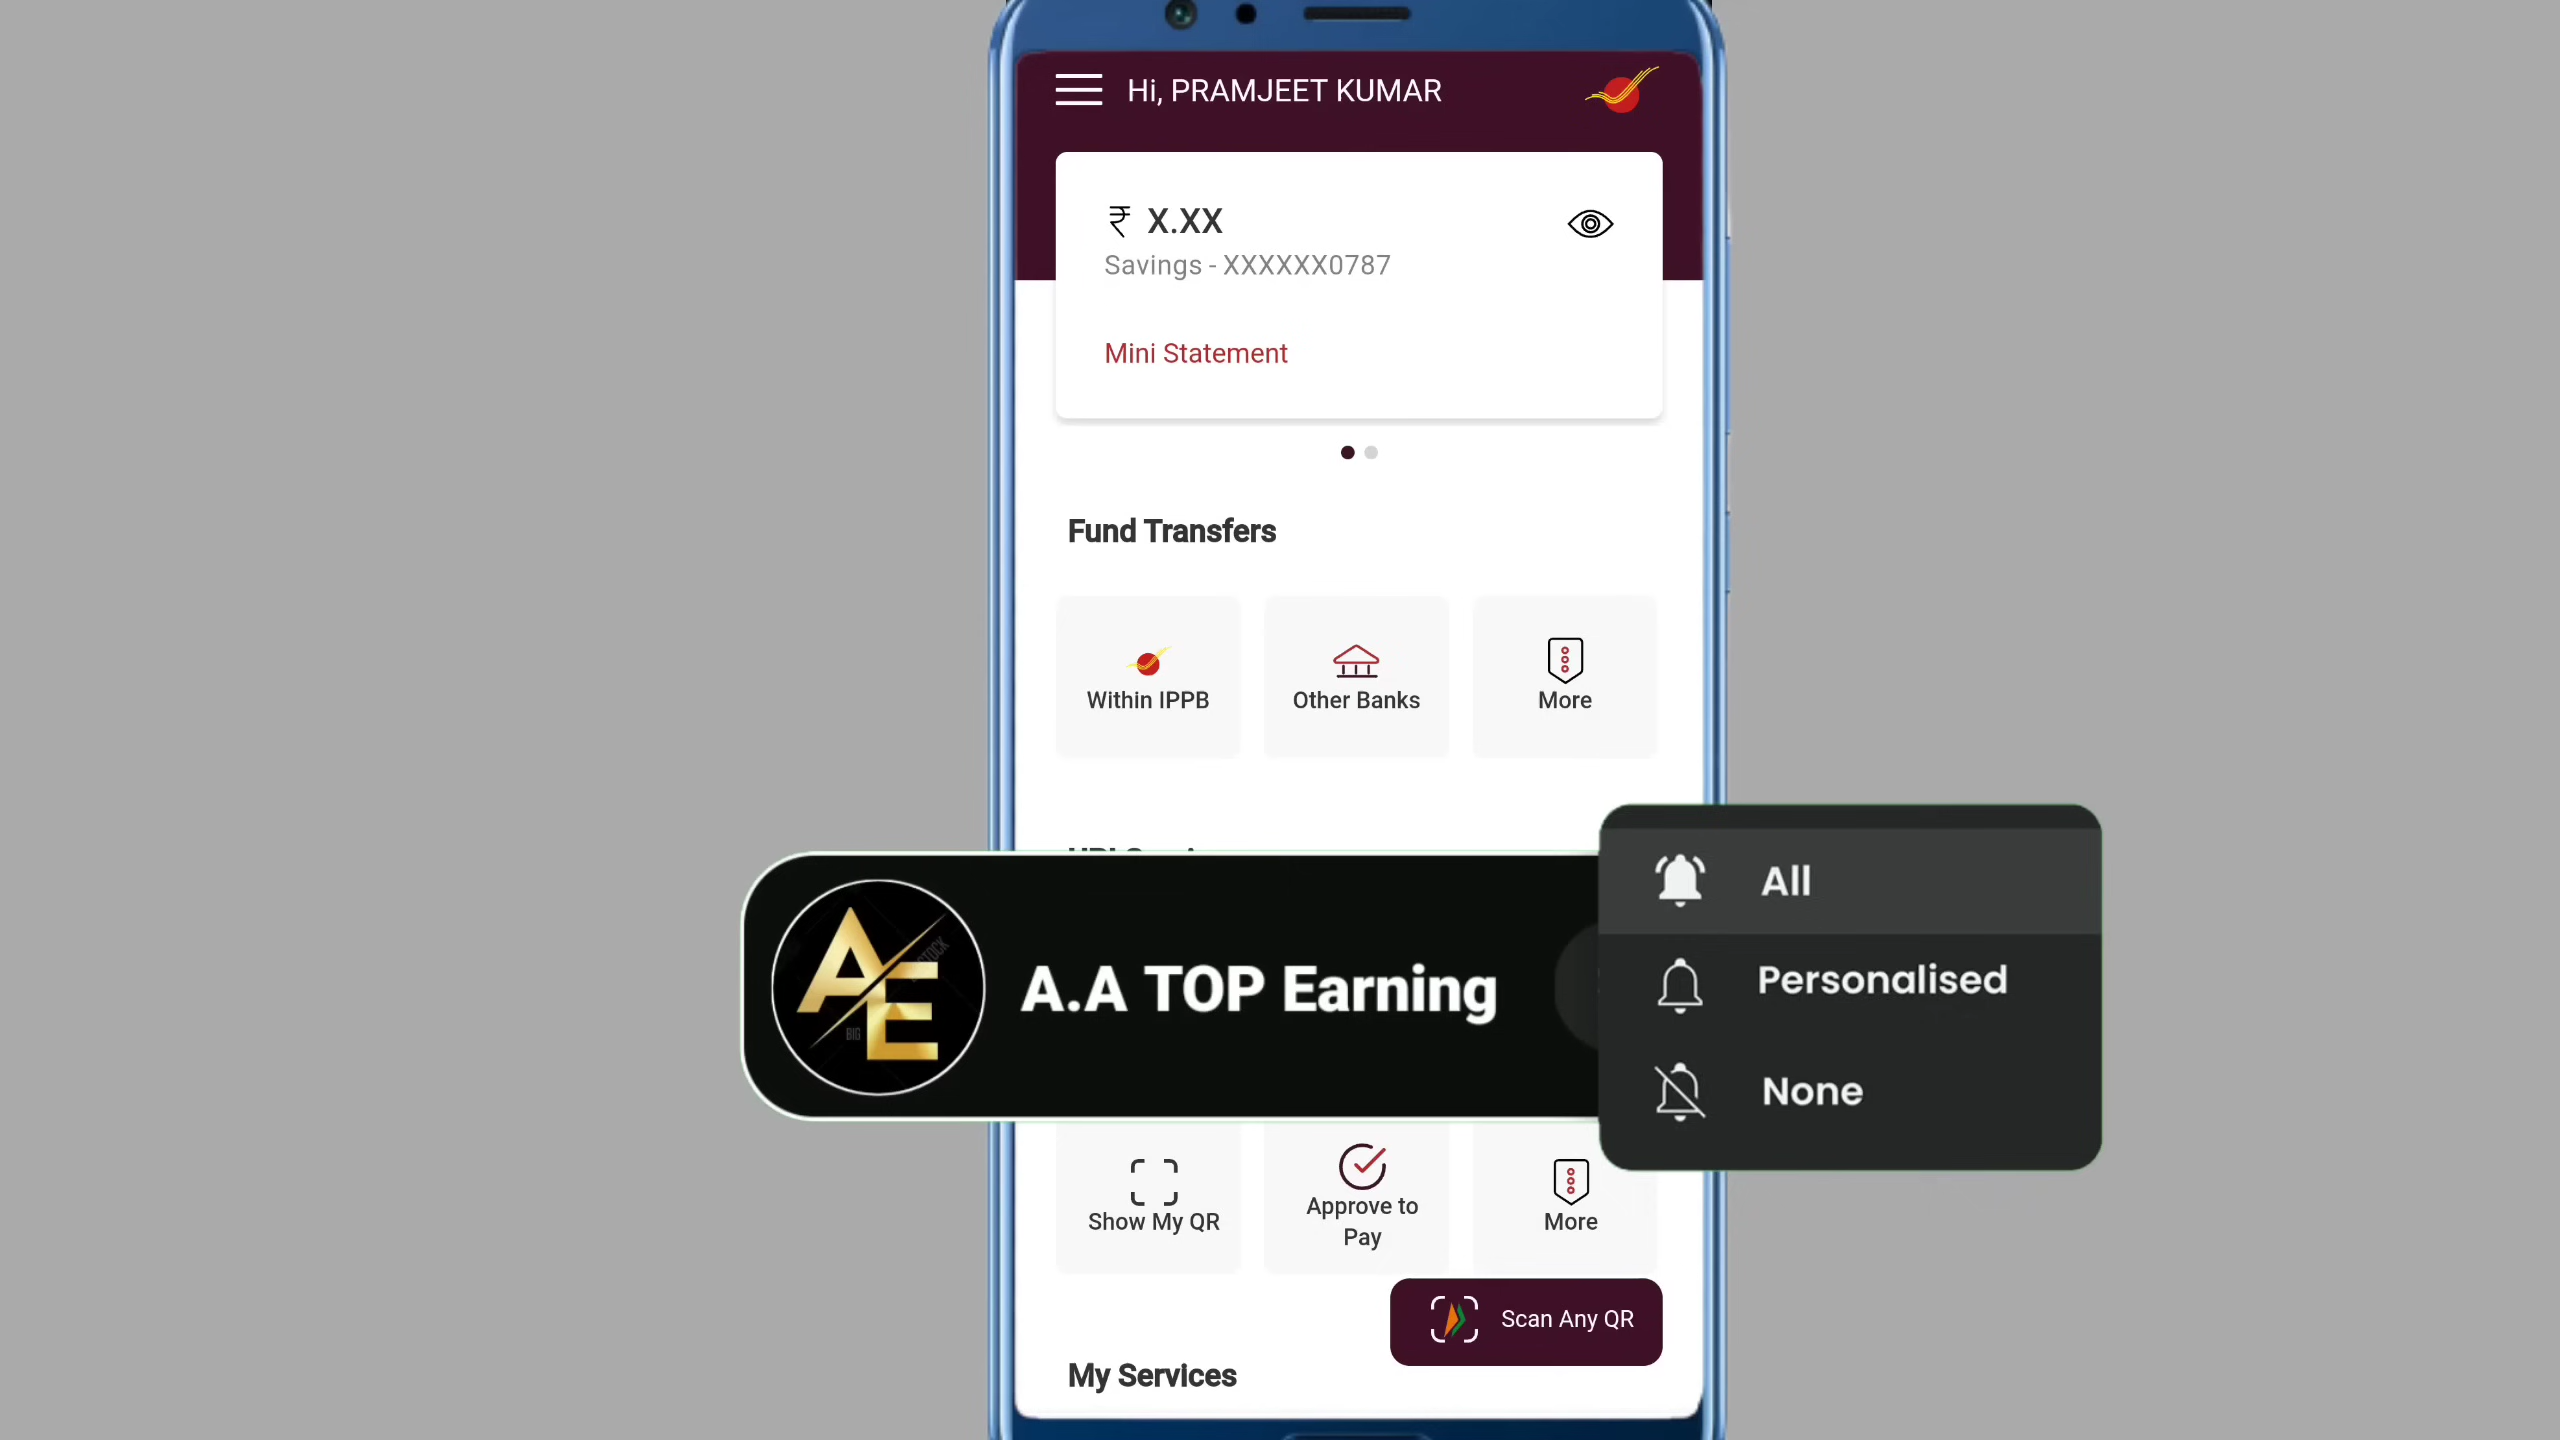 Hi, PRAMJEET KUMAR
₹ X.XX
Savings - XXXXXX0787
Mini Statement
Fund Transfers
Within IPPB
Other Banks
More
All
AE
A.A TOP Earning
Personalised
None
Show My QR
Approve to
Pay
More
Scan Any QR
My Services